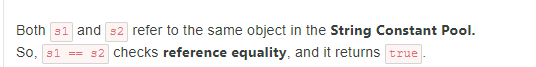 Both s1 and s2 refer to the same object in the String Constant Pool.
So, s1 == s2 checks reference equality, and it returns true.